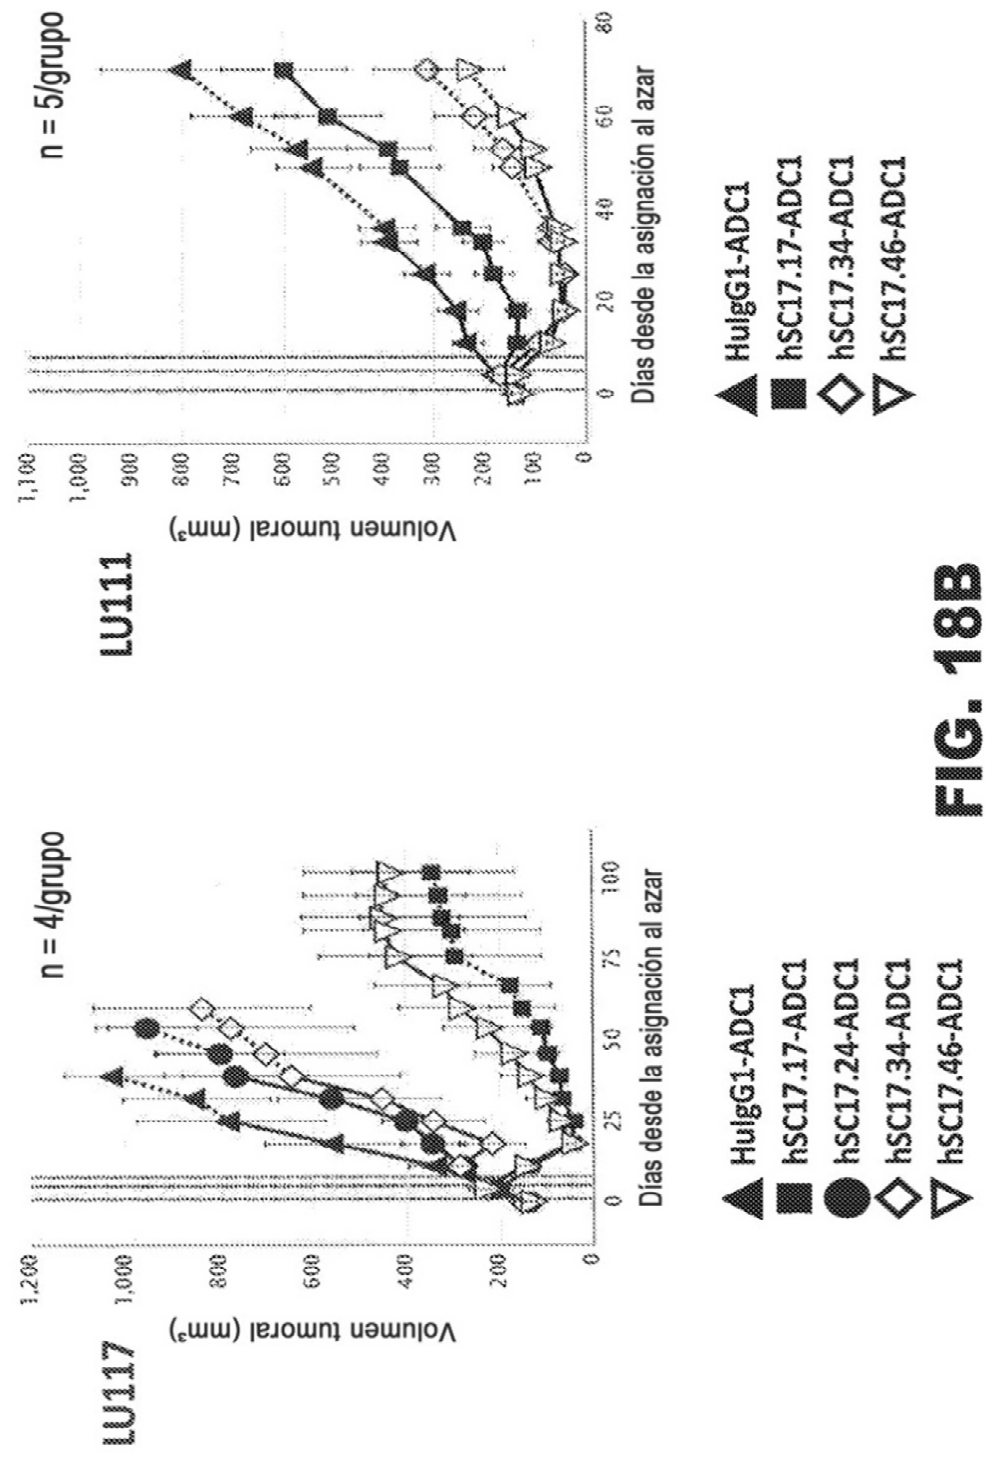 LU117
n = 4/grupo
Volumen tumoral (mm³)
1,200
1,000
800
600
400
200
0
0
25
50
75
100
Días desde la asignación al azar
HuIgG1-ADC1
hSC17.17-ADC1
hSC17.24-ADC1
hSC17.34-ADC1
hSC17.46-ADC1
LU111
n = 5/grupo
Volumen tumoral (mm³)
1,100
1,000
900
800
700
600
500
400
300
200
100
0
0
20
40
60
80
Días desde la asignación al azar
HuIgG1-ADC1
hSC17.17-ADC1
hSC17.34-ADC1
hSC17.46-ADC1
FIG. 18B